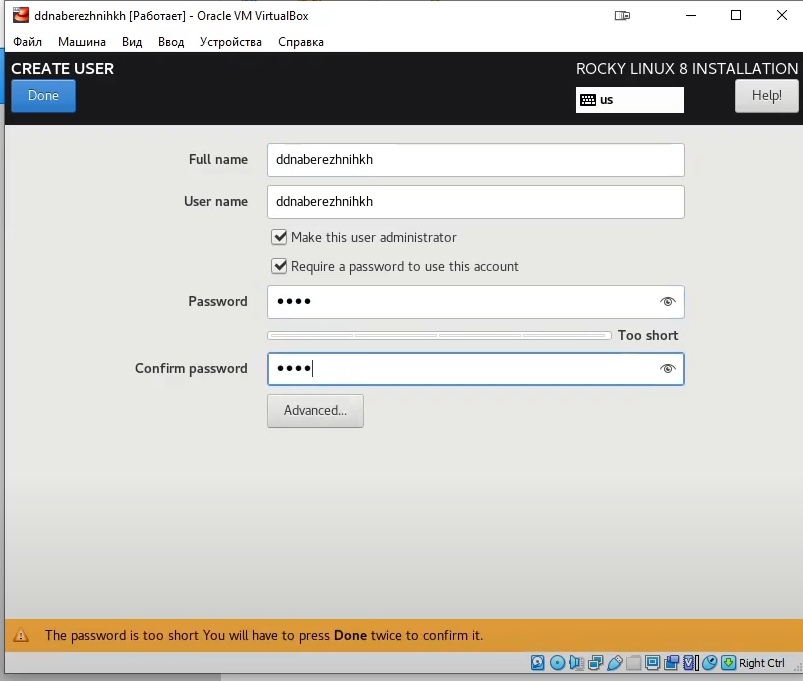 ddnaberezhnihkh [Работает] - Oracle VM VirtualBox
Файл Машина Вид Ввод Устройства Справка
CREATE USER ROCKY LINUX 8 INSTALLATION
Done us Help!
Full name ddnaberezhnihkh
User name ddnaberezhnihkh
Make this user administrator
Require a password to use this account
Password ••••
Too short
Confirm password ••••
Advanced...
The password is too short You will have to press Done twice to confirm it.
Right Ctrl